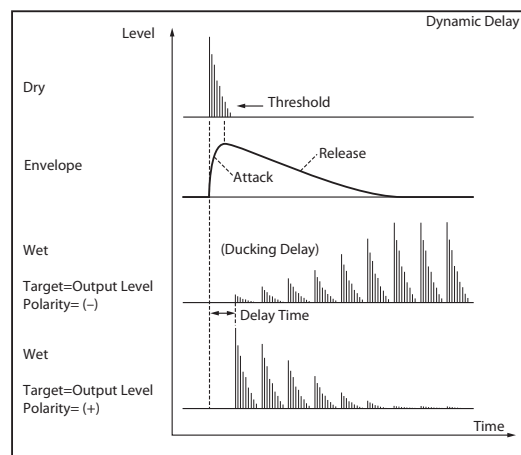 Dynamic Delay
Level
Dry
Threshold
Envelope
Release
Attack
Wet
(Ducking Delay)
Target=Output Level
Polarity= (–)
Delay Time
Wet
Target=Output Level
Polarity= (+)
Time